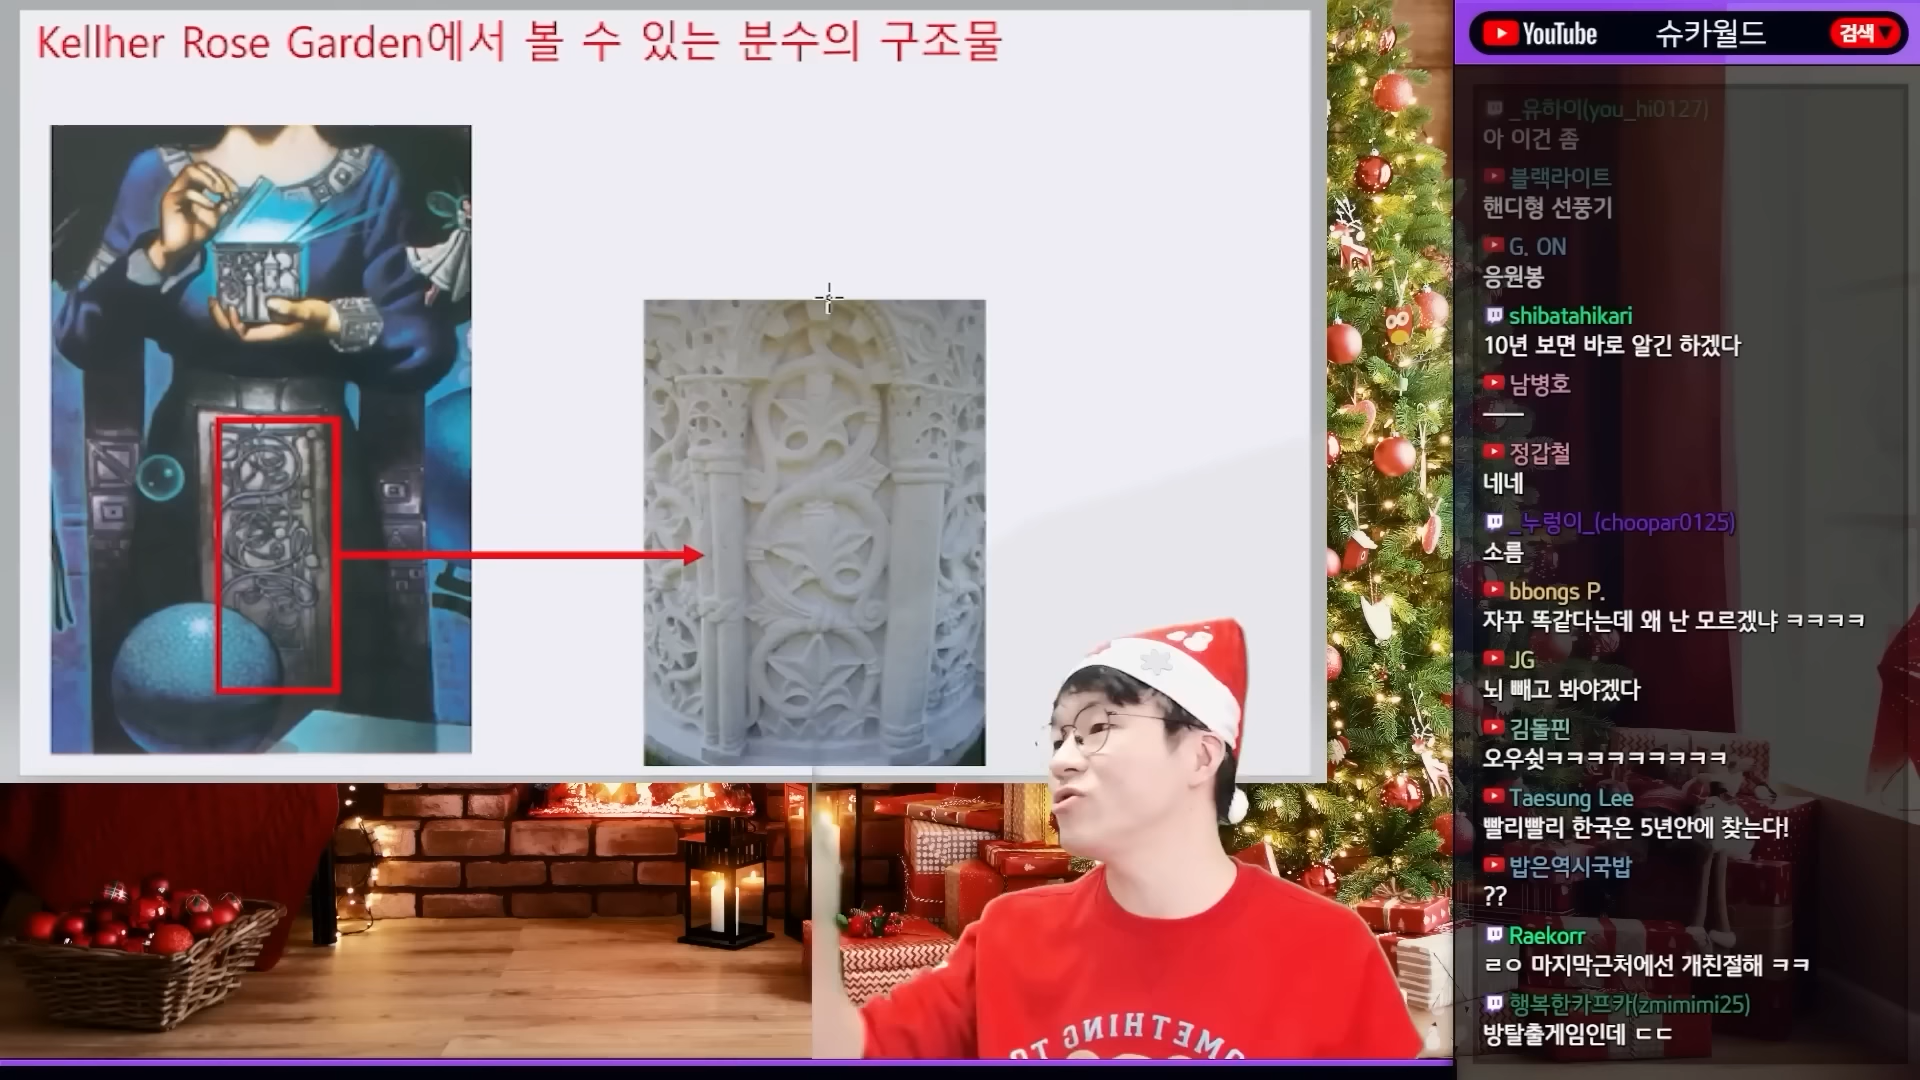 Kellher Rose Garden에서 볼 수 있는 분수의 구조물
YouTube 슈카월드 검색
_유하이(you_hi0127)
아 이건 좀
블랙라이트
핸디형 선풍기
G. ON
응원봉
shibatahikari
10년 보면 바로 알긴 하겠다
남병호
ㅡㅡ
정갑철
네네
_누렁이_(choopar0125)
소름
bbongs P.
자꾸 똑같다는데 왜 난 모르겠냐 ㅋㅋㅋㅋ
JG
뇌 빼고 봐야겠다
김돌핀
오우쉿ㅋㅋㅋㅋㅋㅋㅋㅋㅋ
Taesung Lee
빨리빨리 한국은 5년안에 찾는다!
밥은역시국밥
??
Raekorr
ㄹㅇ 마지막근처에선 개친절해 ㅋㅋ
행복한카프카(zmimimi25)
방탈출게임인데 ㄷㄷ
OMETHING
TO